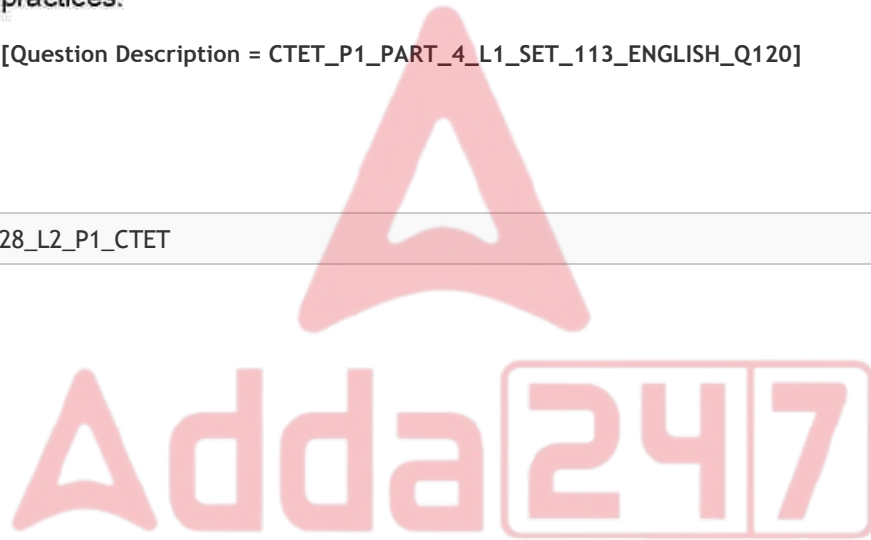 practices.
[Question Description = CTET_P1_PART_4_L1_SET_113_ENGLISH_Q120]
28_L2_P1_CTET
Adda247